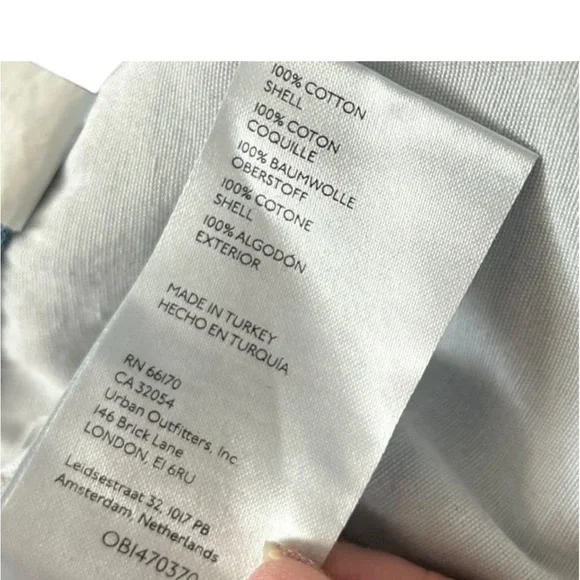 100% COTTON
SHELL
100% COTON
COQUILLE
100% BAUMWOLLE
OBERSTOFF
100% COTONE
SHELL
100% ALGODÓN
EXTERIOR
MADE IN TURKEY
HECHO EN TURQUÍA
RN 66170
CA 32054
Urban Outfitters, Inc
146 Brick Lane
LONDON, E1 6RU
Leidsestraat 32, 1017 PB
Amsterdam, Netherlands
OB1470370